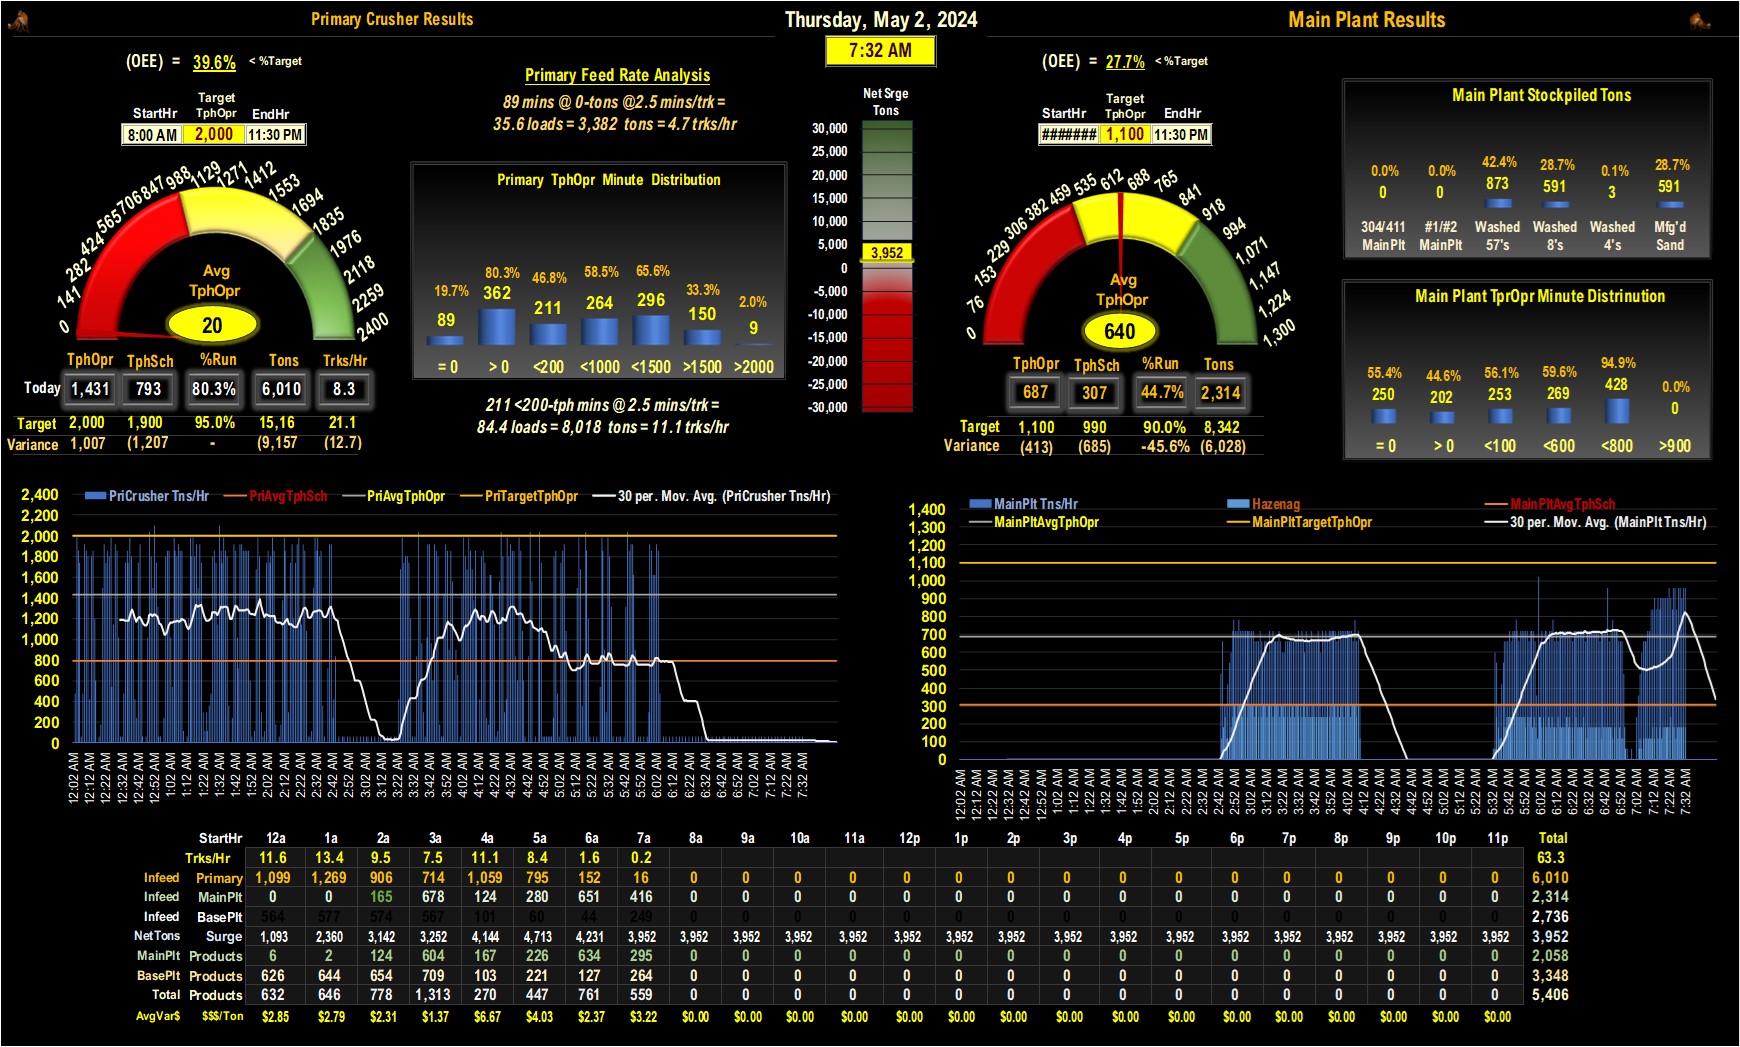 Primary Crusher Results
Thursday, May 2, 2024
Main Plant Results
7:32 AM
(OEE) = 39.6% < %Target
StartHr Target TphOpr EndHr
8:00 AM 2,000 11:30 PM
0 141 282 424 565 706 847 988 1129 1271 1412 1553 1694 1835 1976 2118 2259 2400
Avg
TphOpr
20
TphOpr TphSch %Run Tons Trks/Hr
Today 1,431 793 80.3% 6,010 8.3
Target 2,000 1,900 95.0% 15,16 21.1
Variance 1,007 (1,207 - (9,157) (12.7)
Primary Feed Rate Analysis
89 mins @ 0-tons @2.5 mins/trk =
35.6 loads = 3,382 tons = 4.7 trks/hr
Primary TphOpr Minute Distribution
19.7% 80.3% 46.8% 58.5% 65.6% 33.3% 2.0%
89 362 211 264 296 150 9
= 0 > 0 <200 <1000 <1500 >1500 >2000
211 <200-tph mins @ 2.5 mins/trk =
84.4 loads = 8,018 tons = 11.1 trks/hr
Net Srge
Tons
30,000
25,000
20,000
15,000
10,000
5,000
3,952
0
-5,000
-10,000
-15,000
-20,000
-25,000
-30,000
(OEE) = 27.7% < %Target
StartHr Target TphOpr EndHr
####### 1,100 11:30 PM
0 76 153 229 306 382 459 535 612 688 765 841 918 994 1,071 1,147 1,224 1,300
Avg
TphOpr
640
TphOpr TphSch %Run Tons
687 307 44.7% 2,314
Target 1,100 990 90.0% 8,342
Variance (413) (685) -45.6% (6,028)
Main Plant Stockpiled Tons
0.0% 0.0% 42.4% 28.7% 0.1% 28.7%
0 0 873 591 3 591
304/411 #1/#2 Washed Washed Washed Mfg'd
MainPlt MainPlt 57's 8's 4's Sand
Main Plant TprOpr Minute Distrinution
55.4% 44.6% 56.1% 59.6% 94.9% 0.0%
250 202 253 269 428 0
= 0 > 0 <100 <600 <800 >900
PriCrusher Tns/Hr PriAvgTphSch PriAvgTphOpr PriTargetTphOpr 30 per. Mov. Avg. (PriCrusher Tns/Hr)
2,400
2,200
2,000
1,800
1,600
1,400
1,200
1,000
800
600
400
200
0
12:02 AM 12:12 AM 12:22 AM 12:32 AM 12:42 AM 12:52 AM 1:02 AM 1:12 AM 1:22 AM 1:32 AM 1:42 AM 1:52 AM 2:02 AM 2:12 AM 2:22 AM 2:32 AM 2:42 AM 2:52 AM 3:02 AM 3:12 AM 3:22 AM 3:32 AM 3:42 AM 3:52 AM 4:02 AM 4:12 AM 4:22 AM 4:32 AM 4:42 AM 4:52 AM 5:02 AM 5:12 AM 5:22 AM 5:32 AM 5:42 AM 5:52 AM 6:02 AM 6:12 AM 6:22 AM 6:32 AM 6:42 AM 6:52 AM 7:02 AM 7:12 AM 7:22 AM 7:32 AM
MainPlt Tns/Hr Hazenag MainPltAvgTphSch
MainPltAvgTphOpr MainPltTargetTphOpr 30 per. Mov. Avg. (MainPlt Tns/Hr)
1,400
1,300
1,200
1,100
1,000
900
800
700
600
500
400
300
200
100
0
12:02 AM 12:12 AM 12:22 AM 12:32 AM 12:42 AM 12:52 AM 1:02 AM 1:12 AM 1:22 AM 1:32 AM 1:42 AM 1:52 AM 2:02 AM 2:12 AM 2:22 AM 2:32 AM 2:42 AM 2:52 AM 3:02 AM 3:12 AM 3:22 AM 3:32 AM 3:42 AM 3:52 AM 4:02 AM 4:12 AM 4:22 AM 4:32 AM 4:42 AM 4:52 AM 5:02 AM 5:12 AM 5:22 AM 5:32 AM 5:42 AM 5:52 AM 6:02 AM 6:12 AM 6:22 AM 6:32 AM 6:42 AM 6:52 AM 7:02 AM 7:12 AM 7:22 AM 7:32 AM
StartHr 12a 1a 2a 3a 4a 5a 6a 7a 8a 9a 10a 11a 12p 1p 2p 3p 4p 5p 6p 7p 8p 9p 10p 11p Total
Trks/Hr 11.6 13.4 9.5 7.5 11.1 8.4 1.6 0.2 63.3
Infeed Primary 1,099 1,269 906 714 1,059 795 152 16 0 0 0 0 0 0 0 0 0 0 0 0 0 0 0 0 6,010
Infeed MainPlt 0 0 165 678 124 280 651 416 0 0 0 0 0 0 0 0 0 0 0 0 0 0 0 0 2,314
Infeed BasePlt 564 577 574 567 101 60 44 249 0 0 0 0 0 0 0 0 0 0 0 0 0 0 0 0 2,736
NetTons Surge 1,093 2,360 3,142 3,252 4,144 4,713 4,231 3,952 3,952 3,952 3,952 3,952 3,952 3,952 3,952 3,952 3,952 3,952 3,952 3,952 3,952 3,952 3,952 3,952 3,952
MainPlt Products 6 2 124 604 167 226 634 295 0 0 0 0 0 0 0 0 0 0 0 0 0 0 0 0 2,058
BasePlt Products 626 644 654 709 103 221 127 264 0 0 0 0 0 0 0 0 0 0 0 0 0 0 0 0 3,348
Total Products 632 646 778 1,313 270 447 761 559 0 0 0 0 0 0 0 0 0 0 0 0 0 0 0 0 5,406
AvgVar$ $$$/Ton $2.85 $2.79 $2.31 $1.37 $6.67 $4.03 $2.37 $3.22 $0.00 $0.00 $0.00 $0.00 $0.00 $0.00 $0.00 $0.00 $0.00 $0.00 $0.00 $0.00 $0.00 $0.00 $0.00 $0.00